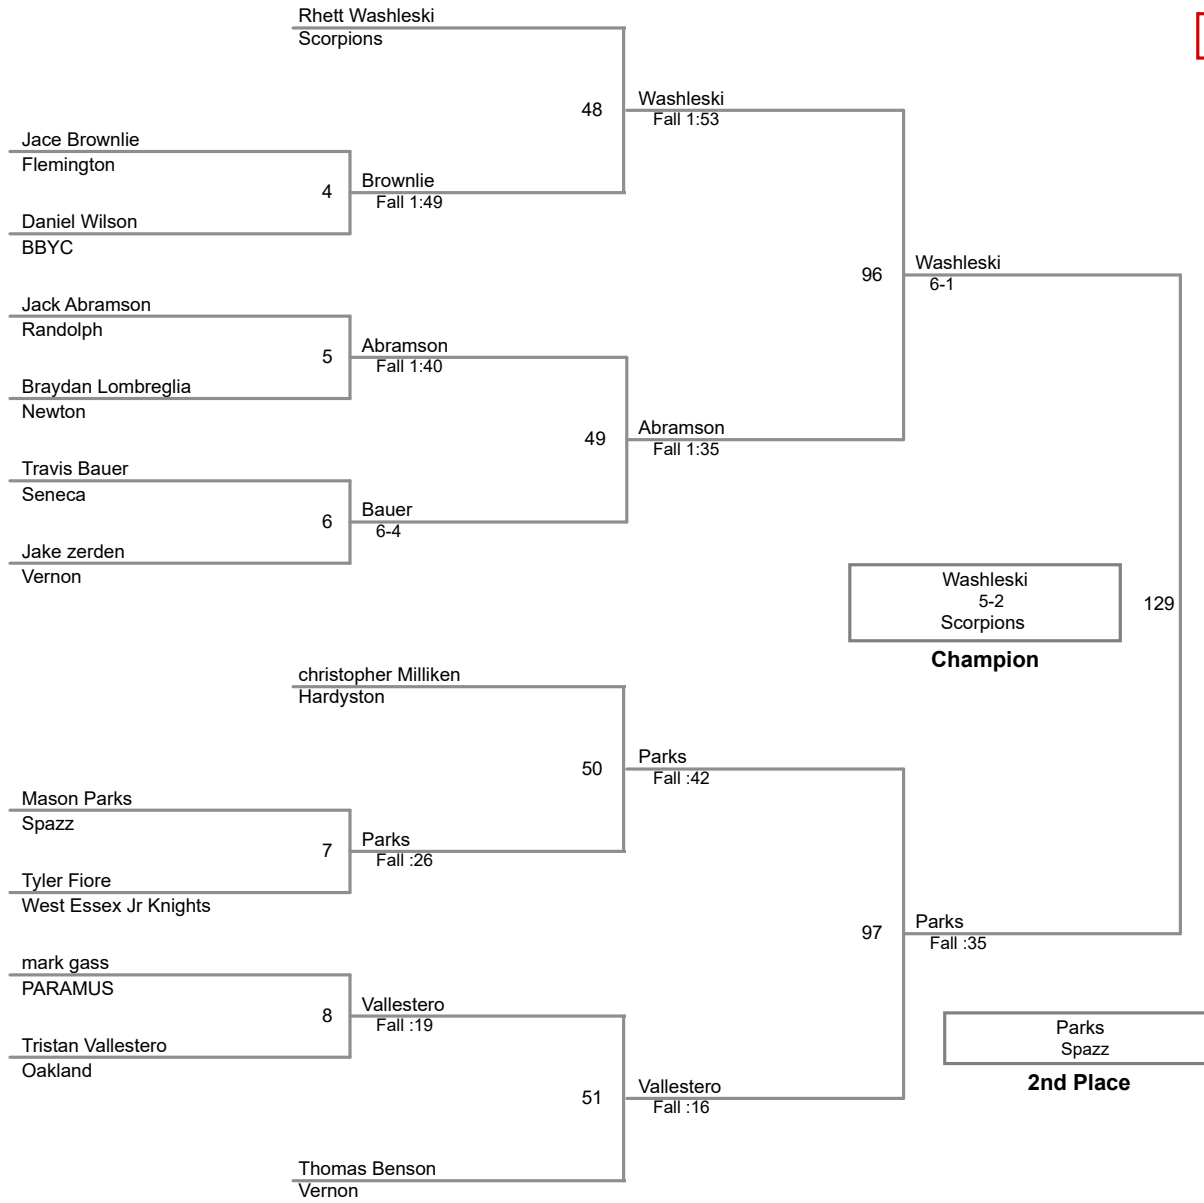 Rhett Washleski
Scorpions
48
Washleski
Fall 1:53
Jace Brownlie
Flemington
4
Brownlie
Fall 1:49
Daniel Wilson
BBYC
96
Washleski
6-1
Jack Abramson
Randolph
5
Abramson
Fall 1:40
Braydan Lombreglia
Newton
49
Abramson
Fall 1:35
Travis Bauer
Seneca
6
Bauer
6-4
Jake zerden
Vernon
Washleski
5-2
Scorpions
Champion
129
christopher Milliken
Hardyston
50
Parks
Fall :42
Mason Parks
Spazz
7
Parks
Fall :26
Tyler Fiore
West Essex Jr Knights
97
Parks
Fall :35
mark gass
PARAMUS
8
Vallestero
Fall :19
Tristan Vallestero
Oakland
Parks
Spazz
2nd Place
51
Vallestero
Fall :16
Thomas Benson
Vernon